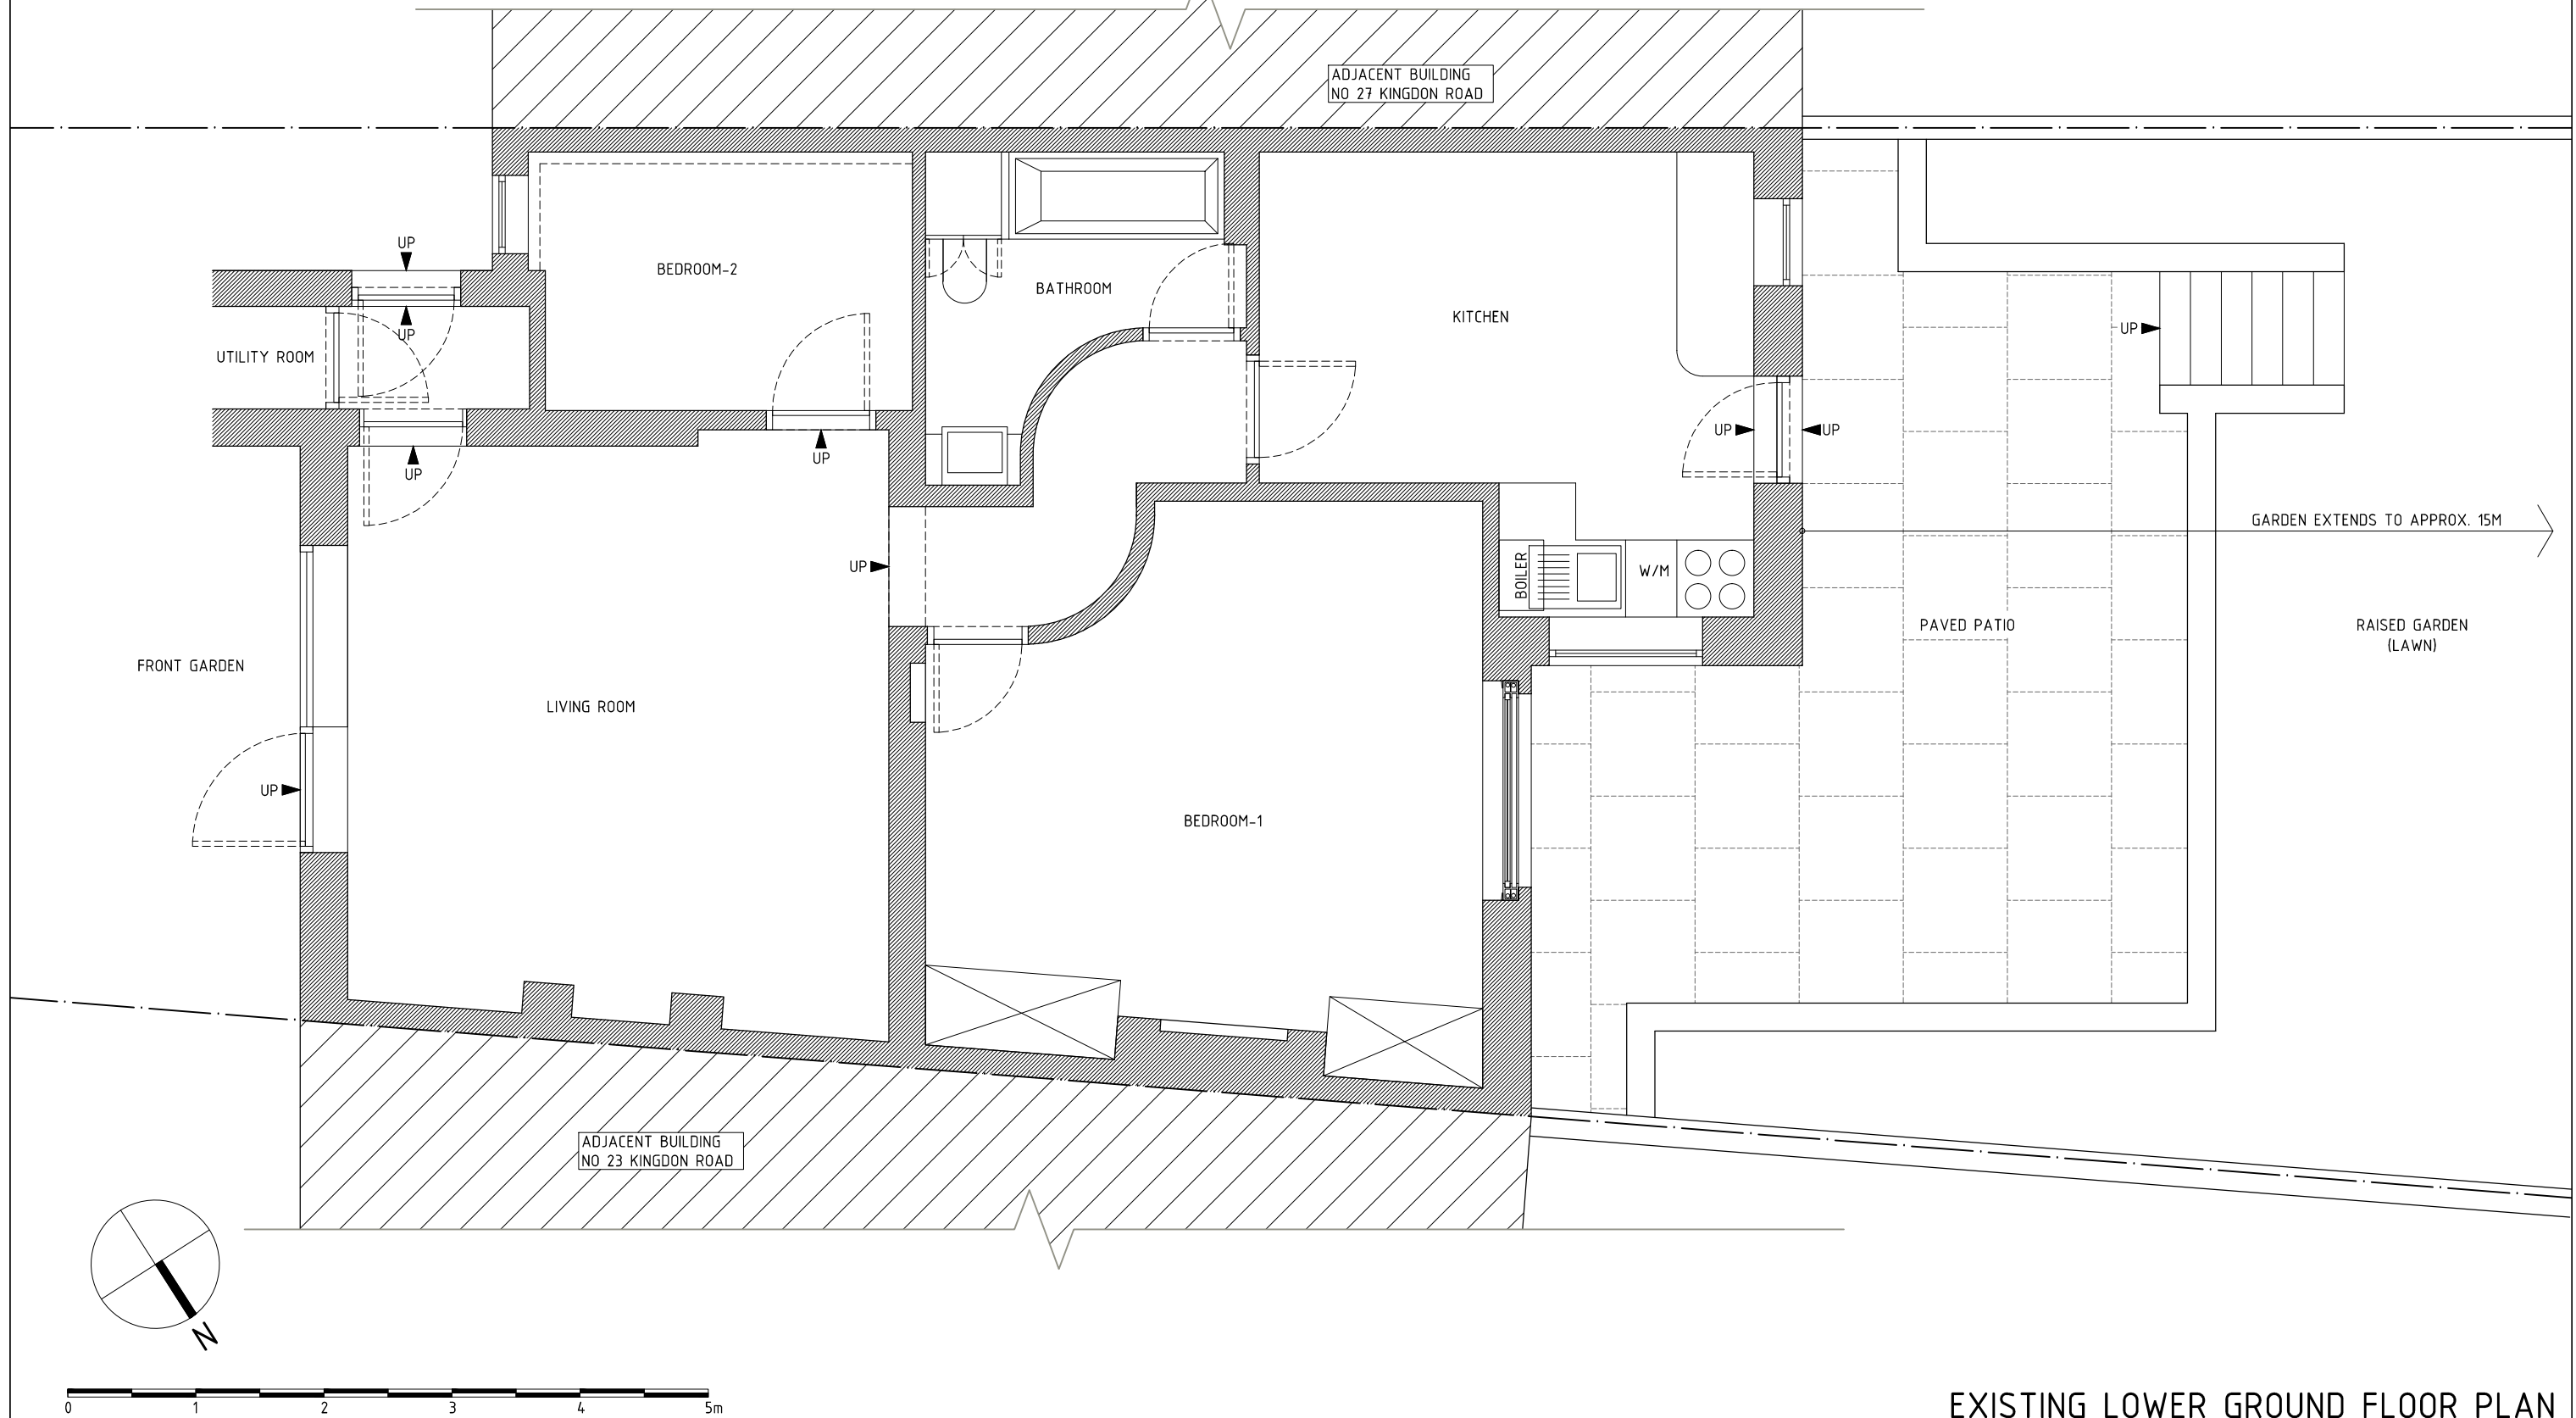 ADJACENT BUILDING
NO 27 KINGDON ROAD
UP
BEDROOM-2
BATHROOM
KITCHEN
UP
UP
UTILITY ROOM
UP
UP
UP
UP
UP
GARDEN EXTENDS TO APPROX. 15M
UP
BOILER
W/M
PAVED PATIO
RAISED GARDEN
(LAWN)
FRONT GARDEN
LIVING ROOM
UP
BEDROOM-1
ADJACENT BUILDING
NO 23 KINGDON ROAD
N
0 1 2 3 4 5m
EXISTING LOWER GROUND FLOOR PLAN